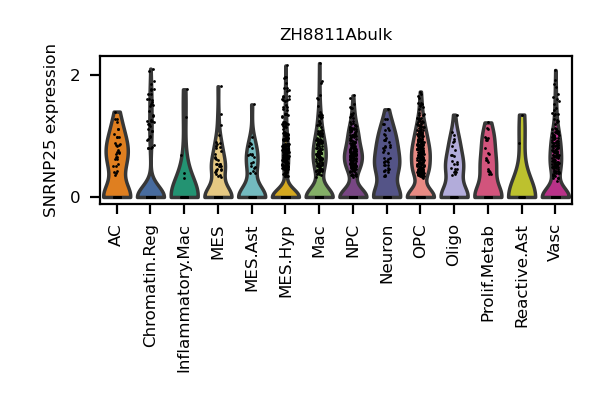 ZH8811Abulk
SNRNP25 expression
2
0
AC
Chromatin.Reg
Inflammatory.Mac
MES
MES.Ast
MES.Hyp
Mac
NPC
Neuron
OPC
Oligo
Prolif.Metab
Reactive.Ast
Vasc